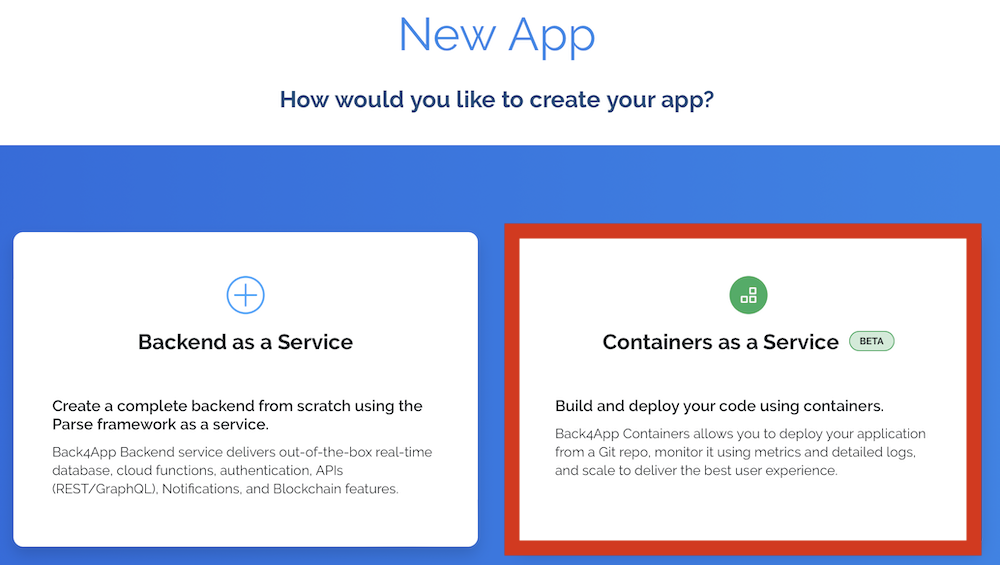 New App
How would you like to create your app?
Backend as a Service
Create a complete backend from scratch using the
Parse framework as a service.
Back4App Backend service delivers out-of-the-box real-time
database, cloud functions, authentication, APIs
(REST/GraphQL), Notifications, and Blockchain features.
Containers as a Service BETA
Build and deploy your code using containers.
Back4App Containers allows you to deploy your application
from a Git repo, monitor it using metrics and detailed logs,
and scale to deliver the best user experience.